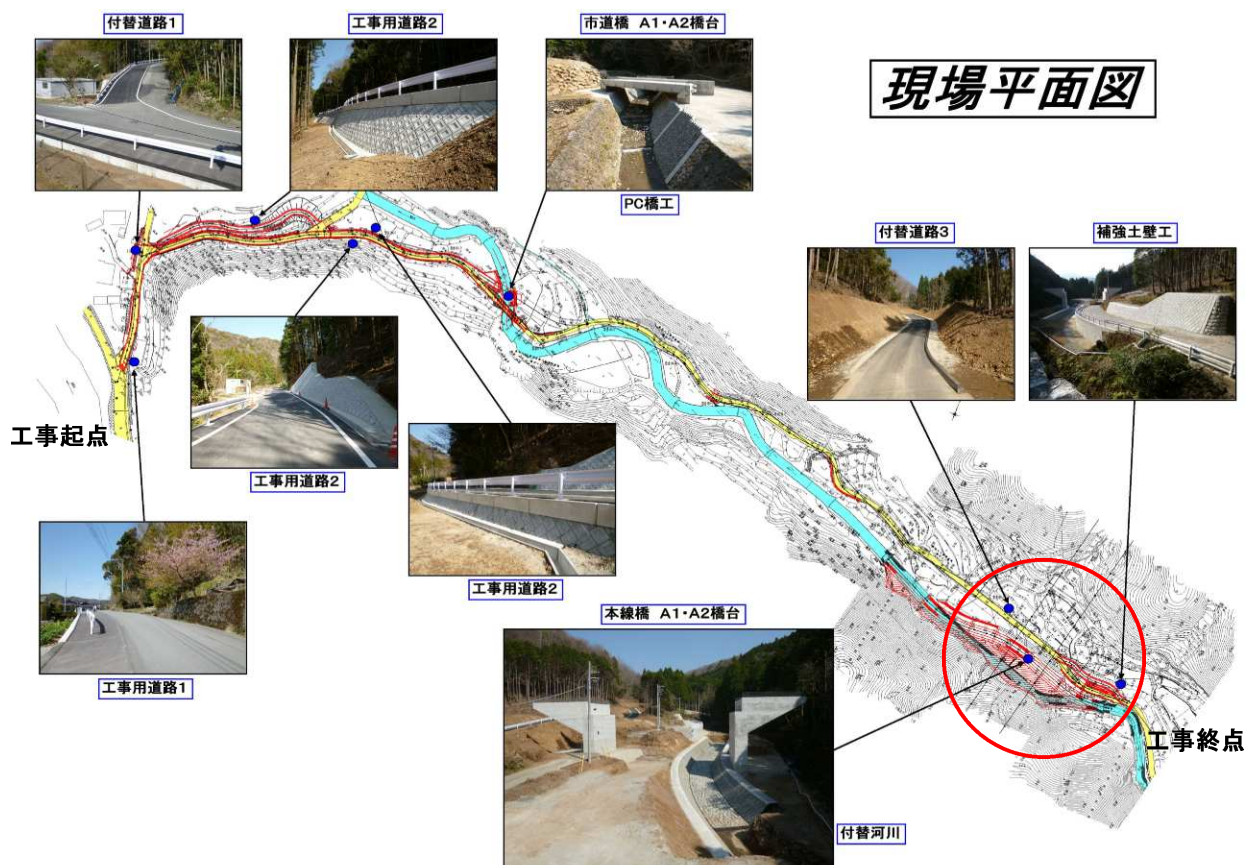 付替道路1
工事用道路2
市道橋 A1・A2橋台
現場平面図
PC橋工
付替道路3
補強土壁工
工事起点
工事用道路2
工事用道路2
本線橋 A1・A2橋台
工事用道路1
工事終点
付替河川